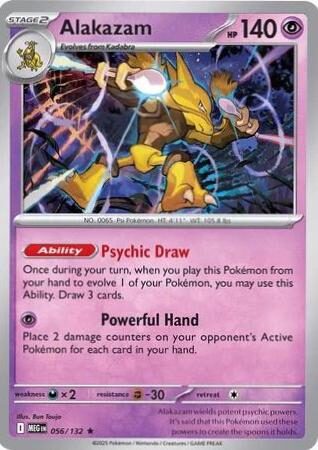 STAGE 2
Alakazam
HP 140
Evolves from Kadabra
NO. 0065 Psi Pokémon HT: 4'11" WT: 105.8 lbs
Ability Psychic Draw
Once during your turn, when you play this Pokémon from
your hand to evolve 1 of your Pokémon, you may use this
Ability. Draw 3 cards.
Powerful Hand
Place 2 damage counters on your opponent's Active
Pokémon for each card in your hand.
weakness ×2 resistance -30 retreat
Illus. Bun Toujo
Alakazam wields potent psychic powers.
It's said that this Pokémon used these
powers to create the spoons it holds.
I MEG EN 056/132
©2025 Pokémon / Nintendo / Creatures / GAME FREAK